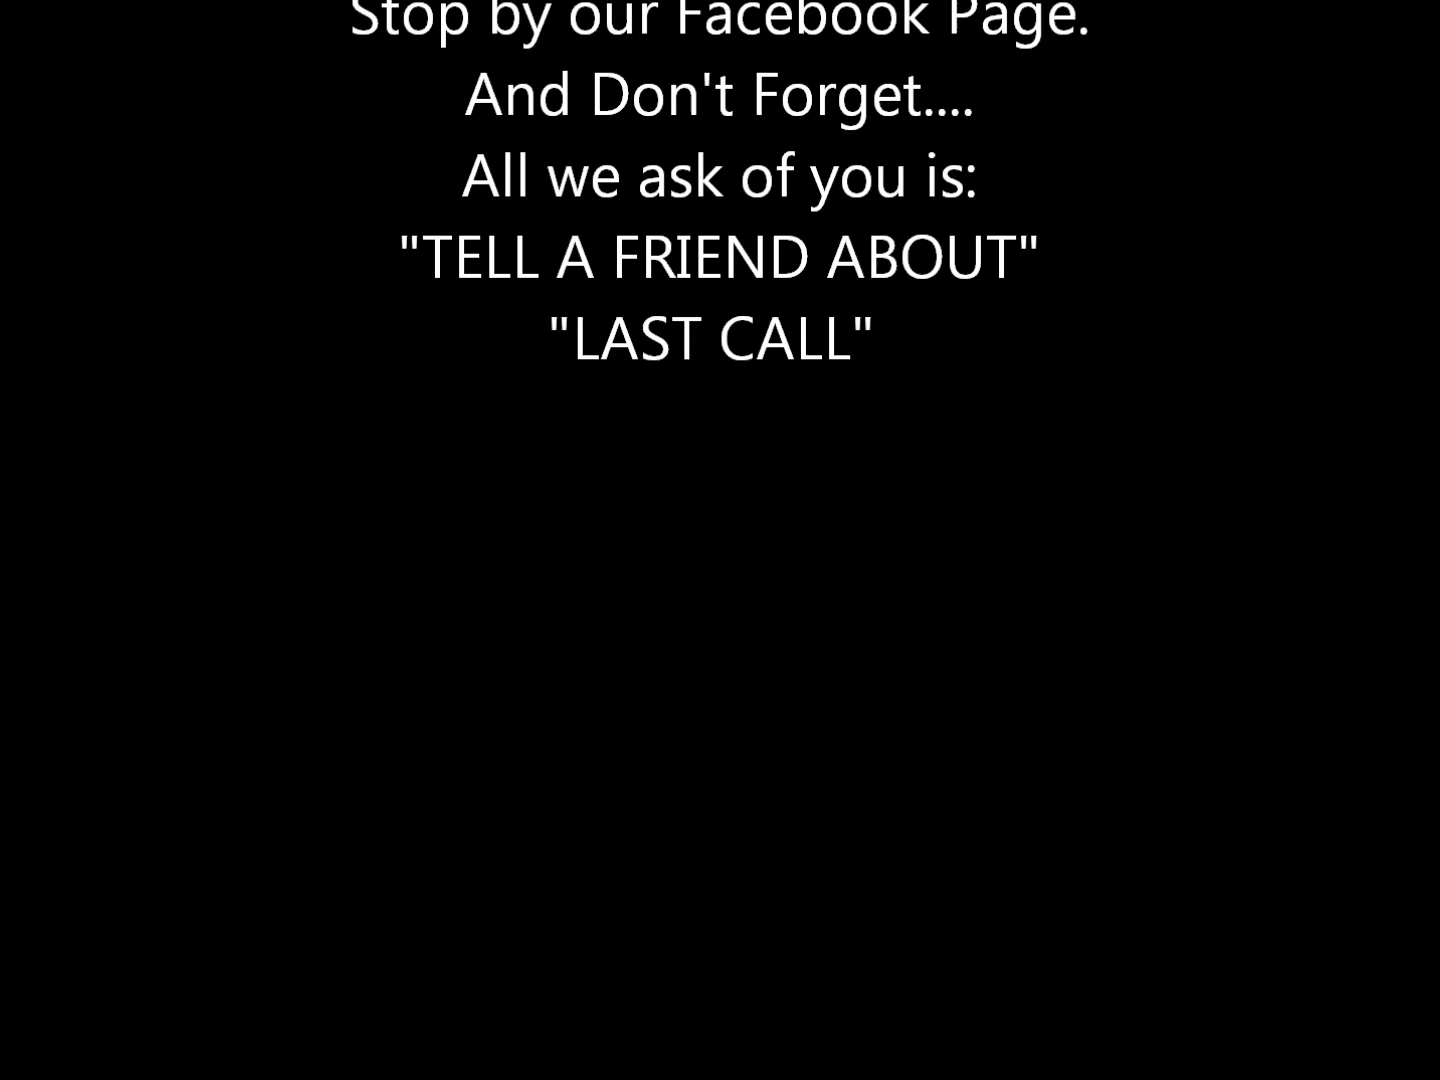 Stop by our Facebook Page.
And Don't Forget....
All we ask of you is:
"TELL A FRIEND ABOUT"
"LAST CALL"